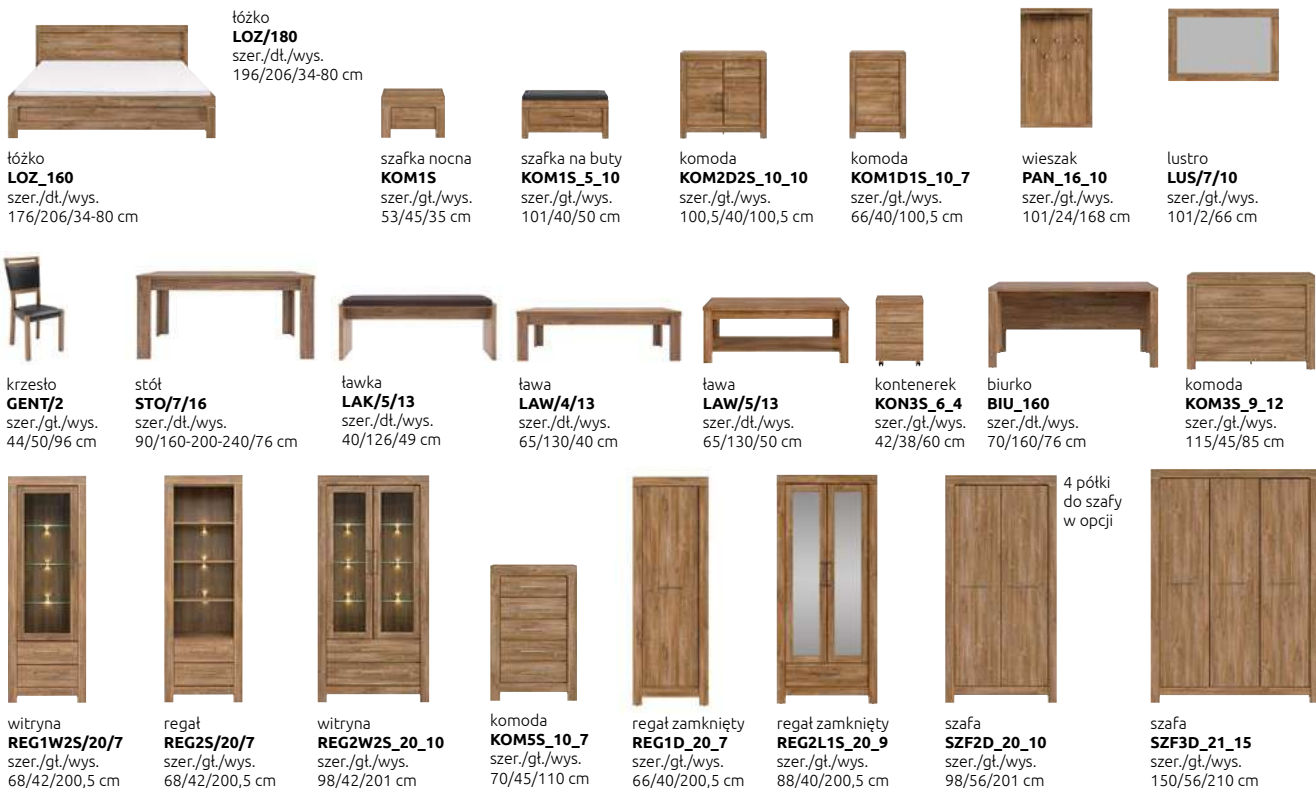 łóżko
LOZ/180
szer./dł./wys.
196/206/34-80 cm
łóżko
LOZ_160
szer./dł./wys.
176/206/34-80 cm
szafka nocna
KOM1S
szer./gł./wys.
53/45/35 cm
szafka na buty
KOM1S_5_10
szer./gł./wys.
101/40/50 cm
komoda
KOM2D2S_10_10
szer./gł./wys.
100,5/40/100,5 cm
komoda
KOM1D1S_10_7
szer./gł./wys.
66/40/100,5 cm
wieszak
PAN_16_10
szer./gł./wys.
101/24/168 cm
lustro
LUS/7/10
szer./gł./wys.
101/2/66 cm
krzesło
GENT/2
szer./gł./wys.
44/50/96 cm
stół
STO/7/16
szer./dł./wys.
90/160-200-240/76 cm
ławka
LAK/5/13
szer./dł./wys.
40/126/49 cm
ława
LAW/4/13
szer./dł./wys.
65/130/40 cm
ława
LAW/5/13
szer./dł./wys.
65/130/50 cm
kontenerek
KON3S_6_4
szer./gł./wys.
42/38/60 cm
biurko
BIU_160
szer./dł./wys.
70/160/76 cm
komoda
KOM3S_9_12
szer./gł./wys.
115/45/85 cm
witryna
REG1W2S/20/7
szer./gł./wys.
68/42/200,5 cm
regał
REG2S/20/7
szer./gł./wys.
68/42/200,5 cm
witryna
REG2W2S_20_10
szer./gł./wys.
98/42/201 cm
komoda
KOM5S_10_7
szer./gł./wys.
70/45/110 cm
regał zamknięty
REG1D_20_7
szer./gł./wys.
66/40/200,5 cm
regał zamknięty
REG2L1S_20_9
szer./gł./wys.
88/40/200,5 cm
szafa
SZF2D_20_10
szer./gł./wys.
98/56/201 cm
4 półki
do szafy
w opcji
szafa
SZF3D_21_15
szer./gł./wys.
150/56/210 cm